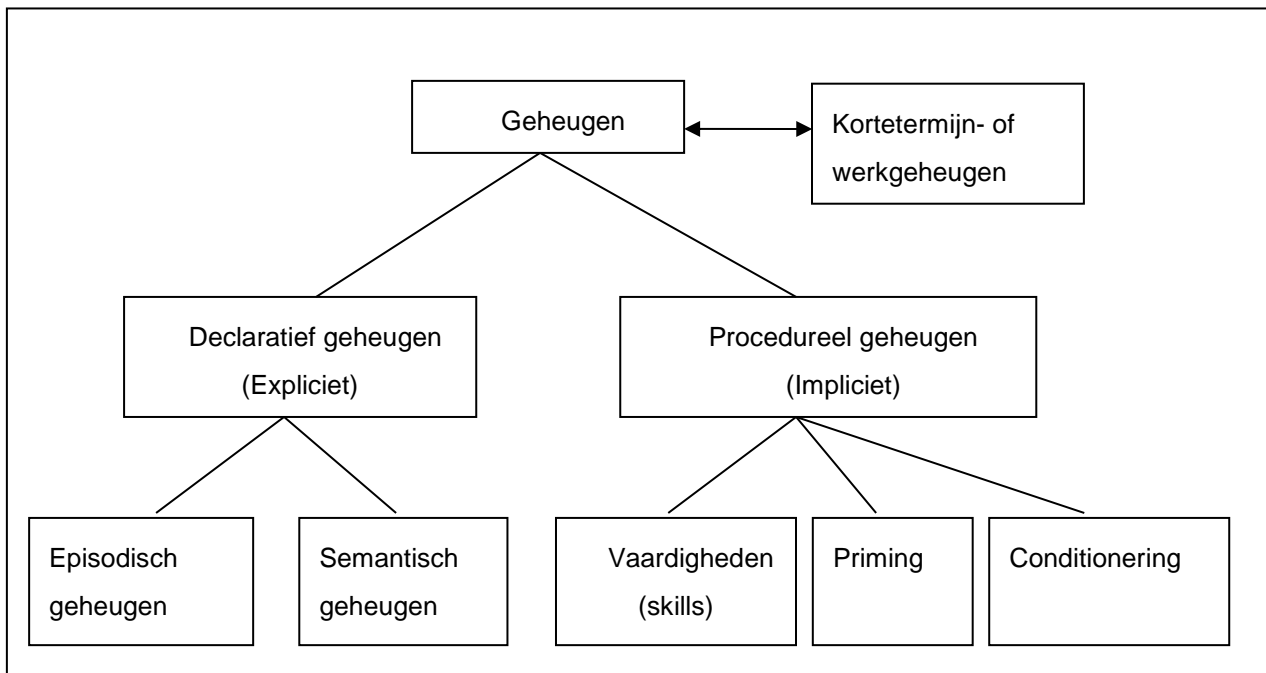 Geheugen
Kortetermijn- of
werkgeheugen
Declaratief geheugen
(Expliciet)
Procedureel geheugen
(Impliciet)
Episodisch
geheugen
Semantisch
geheugen
Vaardigheden
(skills)
Priming
Conditionering